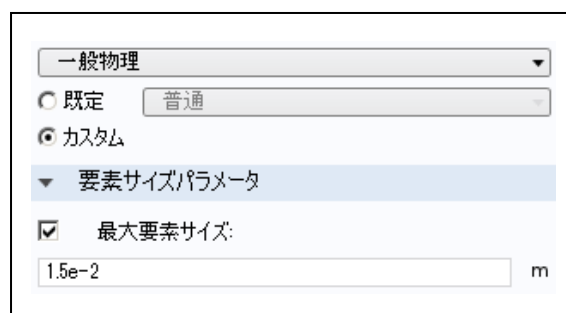 一般物理
既定 普通
カスタム
要素サイズパラメータ
最大要素サイズ:
1.5e-2 m